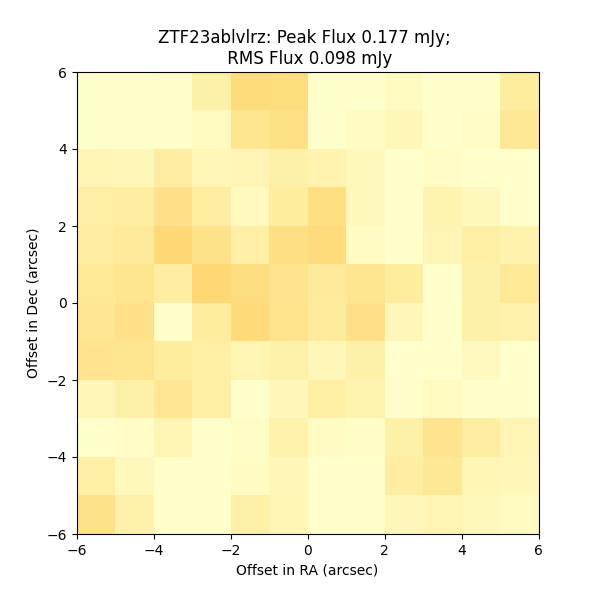 ZTF23ablvlrz: Peak Flux 0.177 mJy;
RMS Flux 0.098 mJy
6
4
2
0
−2
−4
−6
Offset in Dec (arcsec)
−6 −4 −2 0 2 4 6
Offset in RA (arcsec)